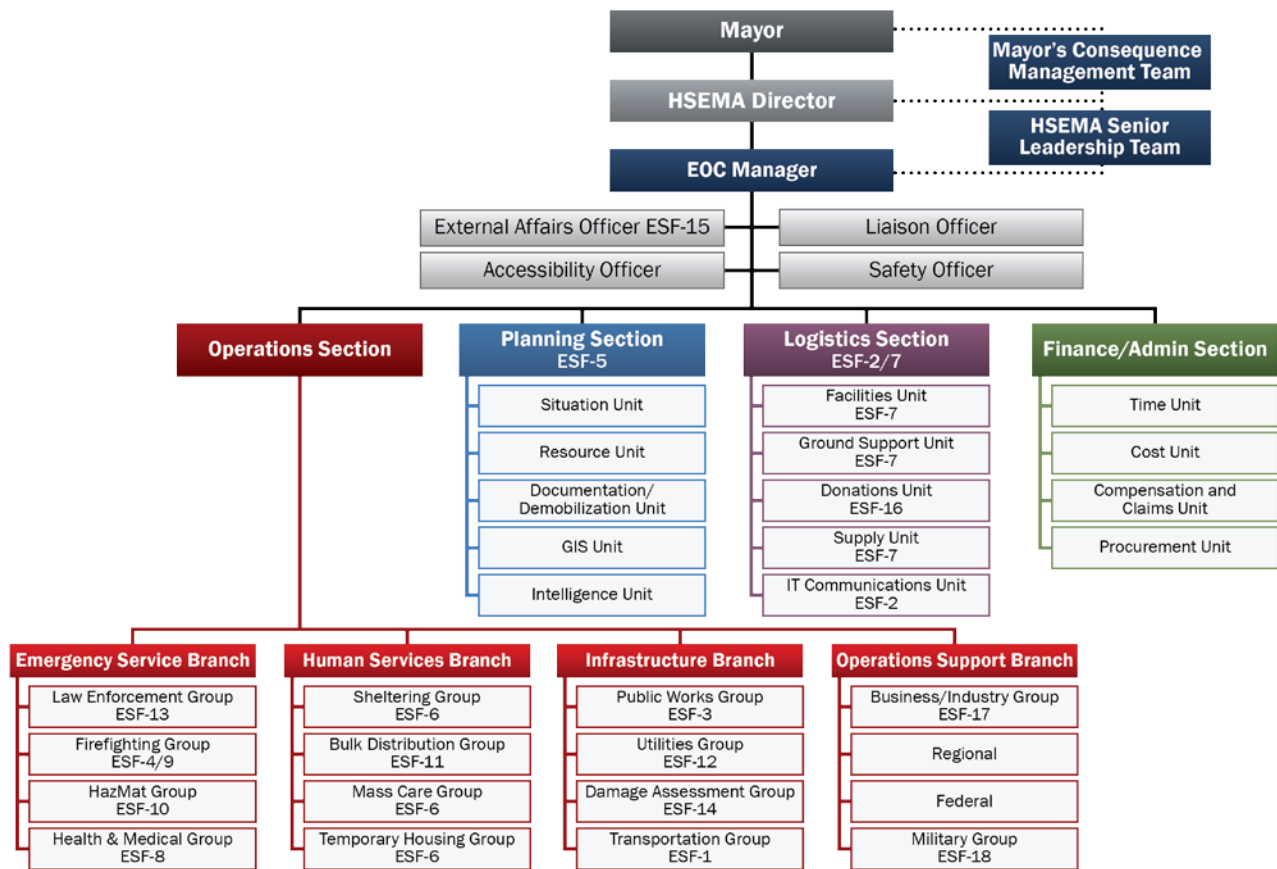 Mayor
Mayor's Consequence
Management Team
HSEMA Director
HSEMA Senior
Leadership Team
EOC Manager
External Affairs Officer ESF-15
Liaison Officer
Accessibility Officer
Safety Officer
Operations Section
Planning Section
ESF-5
Situation Unit
Resource Unit
Documentation/
Demobilization Unit
GIS Unit
Intelligence Unit
Logistics Section
ESF-2/7
Facilities Unit
ESF-7
Ground Support Unit
ESF-7
Donations Unit
ESF-16
Supply Unit
ESF-7
IT Communications Unit
ESF-2
Finance/Admin Section
Time Unit
Cost Unit
Compensation and
Claims Unit
Procurement Unit
Emergency Service Branch
Law Enforcement Group
ESF-13
Firefighting Group
ESF-4/9
HazMat Group
ESF-10
Health & Medical Group
ESF-8
Human Services Branch
Sheltering Group
ESF-6
Bulk Distribution Group
ESF-11
Mass Care Group
ESF-6
Temporary Housing Group
ESF-6
Infrastructure Branch
Public Works Group
ESF-3
Utilities Group
ESF-12
Damage Assessment Group
ESF-14
Transportation Group
ESF-1
Operations Support Branch
Business/Industry Group
ESF-17
Regional
Federal
Military Group
ESF-18